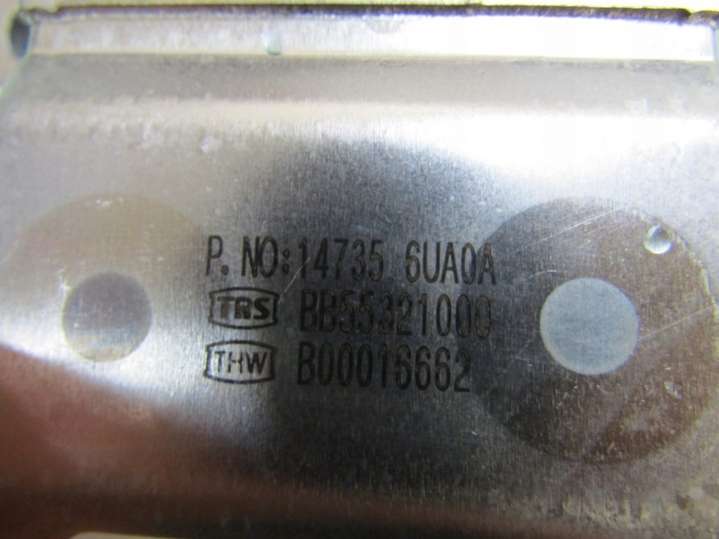 P.NO:14735 6UA0A
TRS BB55321000
THW B00016662